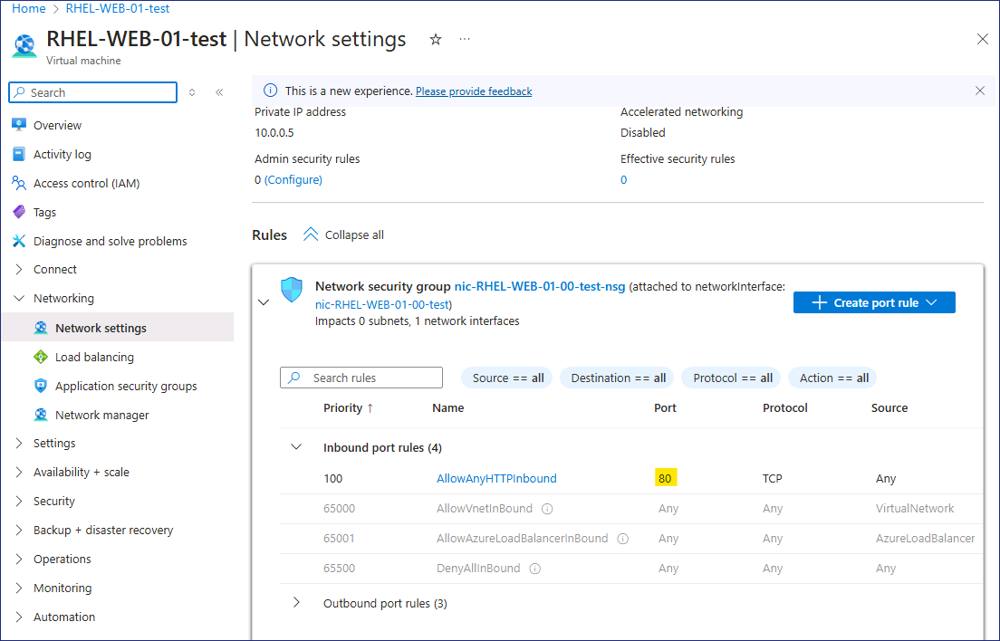 Home > RHEL-WEB-01-test
RHEL-WEB-01-test | Network settings
Virtual machine
Search
This is a new experience. Please provide feedback
Overview
Activity log
Access control (IAM)
Tags
Diagnose and solve problems
Connect
Networking
Network settings
Load balancing
Application security groups
Network manager
Settings
Availability + scale
Security
Backup + disaster recovery
Operations
Monitoring
Automation
Private IP address
10.0.0.5
Accelerated networking
Disabled
Admin security rules
0 (Configure)
Effective security rules
0
Rules
Collapse all
Network security group nic-RHEL-WEB-01-00-test-nsg (attached to networkInterface:
nic-RHEL-WEB-01-00-test)
Impacts 0 subnets, 1 network interfaces
Create port rule
Search rules
Source == all
Destination == all
Protocol == all
Action == all
Priority ↑ Name Port Protocol Source
Inbound port rules (4)
100 AllowAnyHTTPInbound 80 TCP Any
65000 AllowVnetInBound Any Any VirtualNetwork
65001 AllowAzureLoadBalancerInBound Any Any AzureLoadBalancer
65500 DenyAllInBound Any Any Any
Outbound port rules (3)